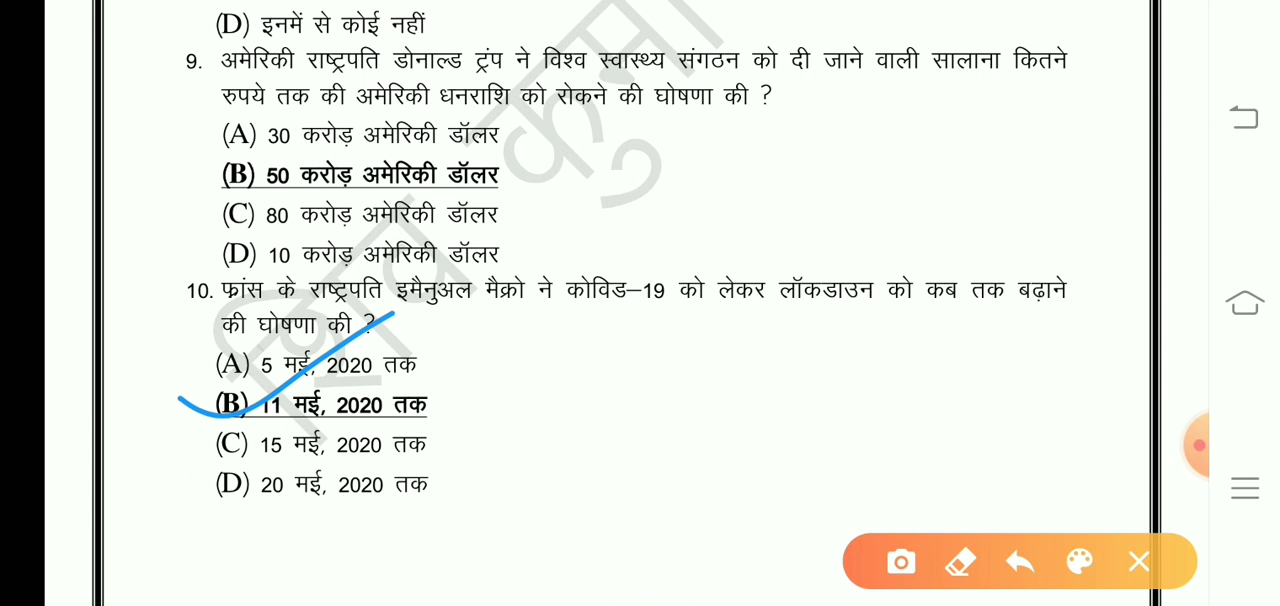 (D) इनमें से कोई नहीं
9. अमेरिकी राष्ट्रपति डोनाल्ड ट्रंप ने विश्व स्वास्थ्य संगठन को दी जाने वाली सालाना कितने
रुपये तक की अमेरिकी धनराशि को रोकने की घोषणा की ?
(A) 30 करोड़ अमेरिकी डॉलर
(B) 50 करोड़ अमेरिकी डॉलर
(C) 80 करोड़ अमेरिकी डॉलर
(D) 10 करोड़ अमेरिकी डॉलर
10. फ्रांस के राष्ट्रपति इमैनुअल मैक्रो ने कोविड–19 को लेकर लॉकडाउन को कब तक बढ़ाने
की घोषणा की ?
(A) 5 मई, 2020 तक
(B) 11 मई, 2020 तक
(C) 15 मई, 2020 तक
(D) 20 मई, 2020 तक
शिव कुमा